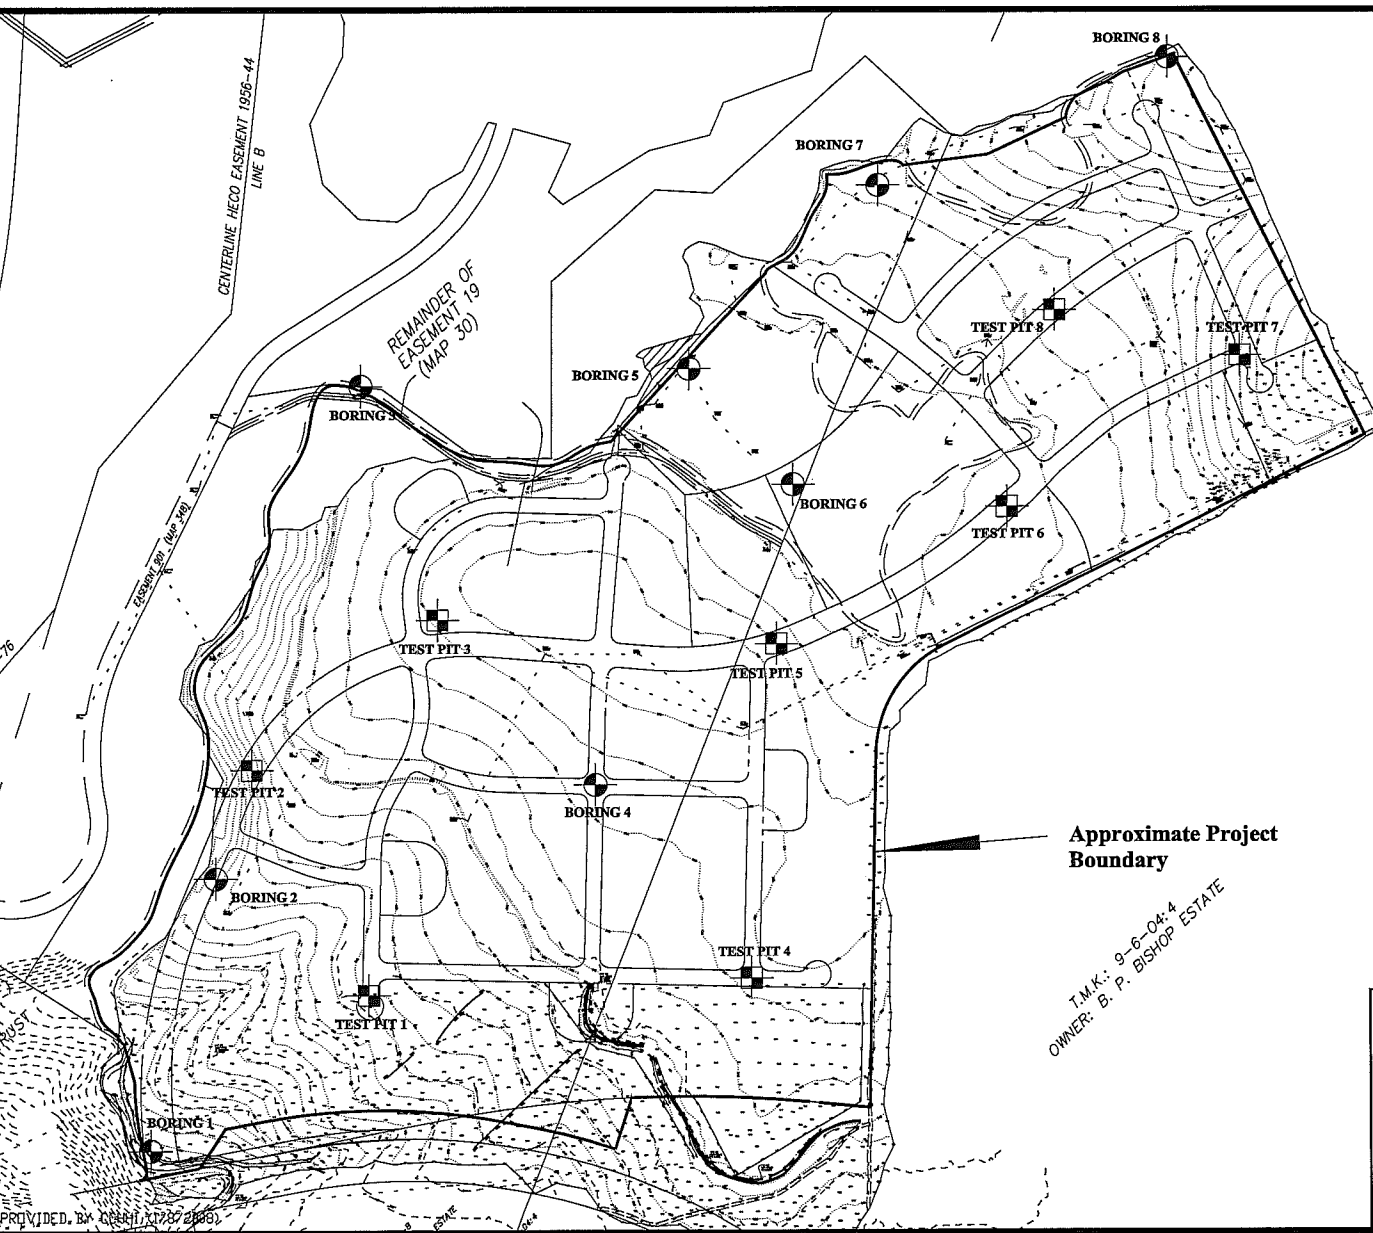 BORING 8
CENTERLINE HECO EASEMENT 1956-44
LINE B
BORING 7
REMAINDER OF
EASEMENT 19
(MAP 30)
TEST PIT 8
TEST PIT 7
BORING 5
BORING 3
BORING 6
TEST PIT 6
EASEMENT 901 (MAP 348)
-76
TEST PIT 3
TEST PIT 5
TEST PIT 2
BORING 4
Approximate Project
Boundary
BORING 2
T.M.K.: 9-6-04:4
OWNER: B. P. BISHOP ESTATE
TEST PIT 4
TEST PIT 1
RUST
BORING 1
PROVIDED BY
ESTATE